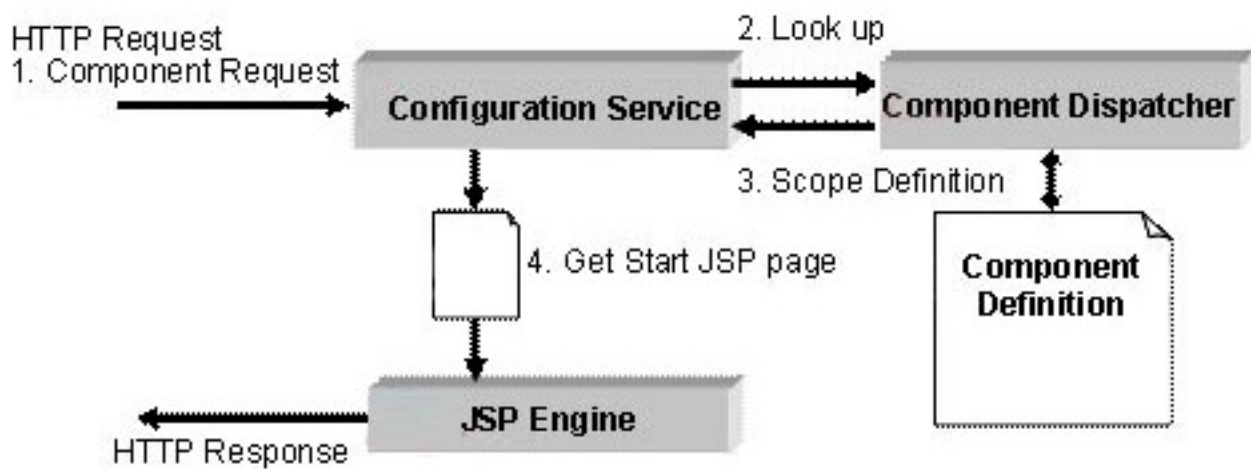 HTTP Request
1. Component Request
2. Look up
Configuration Service
Component Dispatcher
3. Scope Definition
4. Get Start JSP page
Component
Definition
JSP Engine
HTTP Response